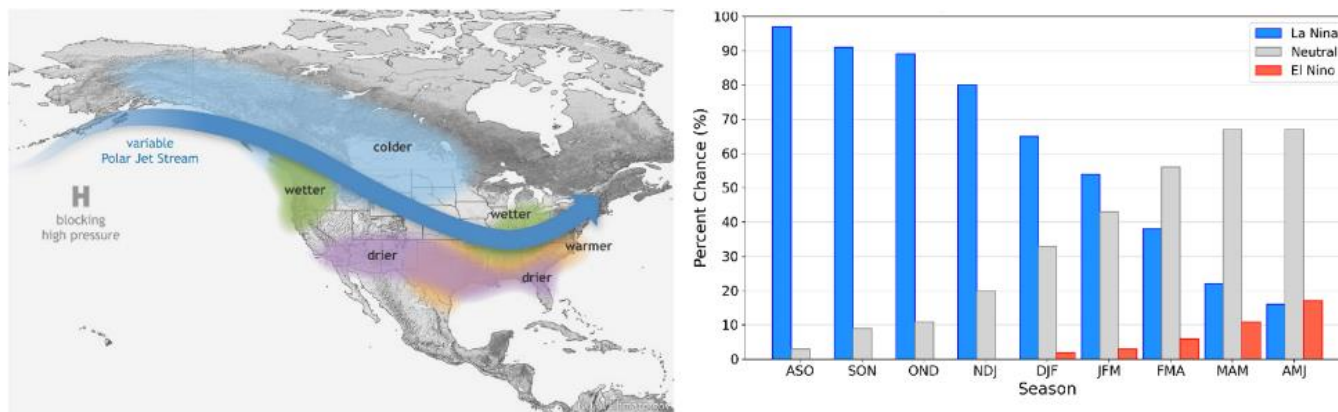 variable
Polar Jet Stream
H
blocking
high pressure
colder
wetter
wetter
warmer
drier
drier
100
90
80
70
60
50
40
30
20
10
0
Percent Chance (%)
La Nina
Neutral
El Nino
ASO SON OND NDJ DJF JFM FMA MAM AMJ
Season